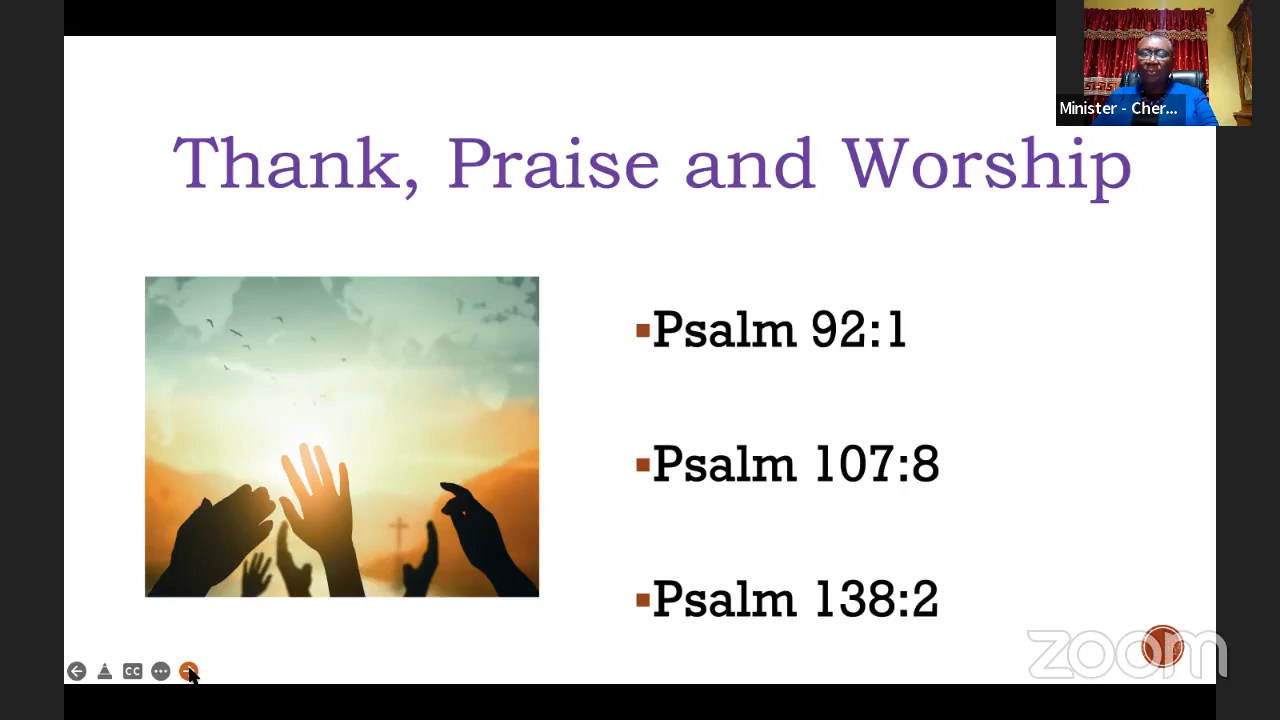 Minister - Cher...
Thank, Praise and Worship
Psalm 92:1
Psalm 107:8
Psalm 138:2
CC
zoom